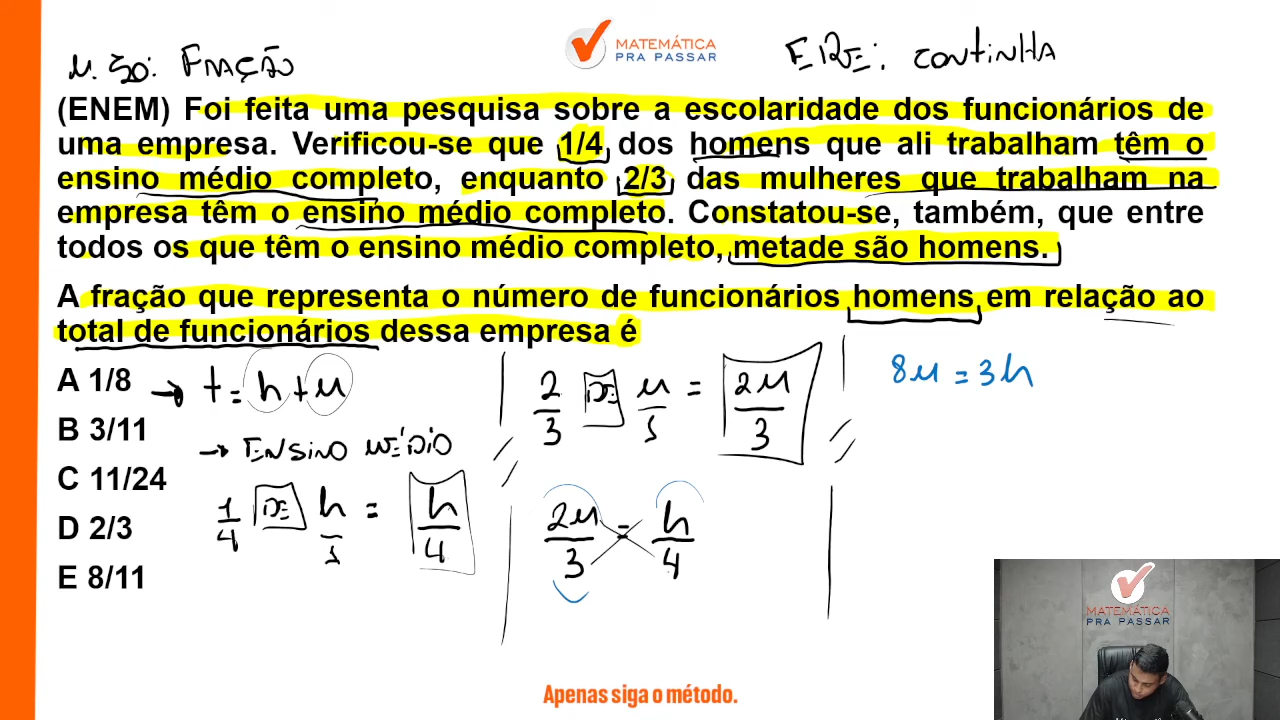 M. 30: FRAÇÃO
MATEMÁTICA
PRA PASSAR
ERE: CONTINHA
(ENEM) Foi feita uma pesquisa sobre a escolaridade dos funcionários de
uma empresa. Verificou-se que 1/4 dos homens que ali trabalham têm o
ensino médio completo, enquanto 2/3 das mulheres que trabalham na
empresa têm o ensino médio completo. Constatou-se, também, que entre
todos os que têm o ensino médio completo, metade são homens.
A fração que representa o número de funcionários homens em relação ao
total de funcionários dessa empresa é
A 1/8
B 3/11
C 11/24
D 2/3
E 8/11
→ t = h + M
→ ENSINO MÉDIO
1/4 DE h/1 = h/4
2/3 DE M/1 = 2M/3
2M/3 = h/4
8M = 3h
MATEMÁTICA
PRA PASSAR
Apenas siga o método.